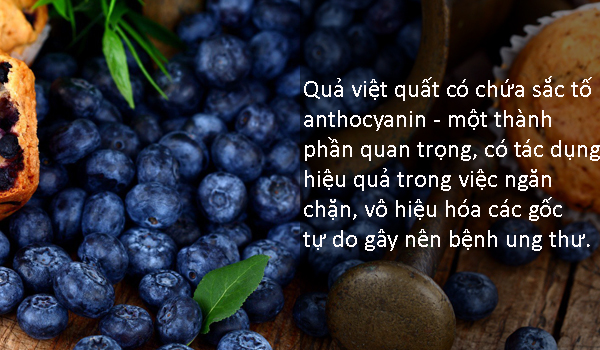 Quả việt quất có chứa sắc tố
anthocyanin - một thành
phần quan trọng, có tác dụng
hiệu quả trong việc ngăn
chặn, vô hiệu hóa các gốc
tự do gây nên bệnh ung thư.